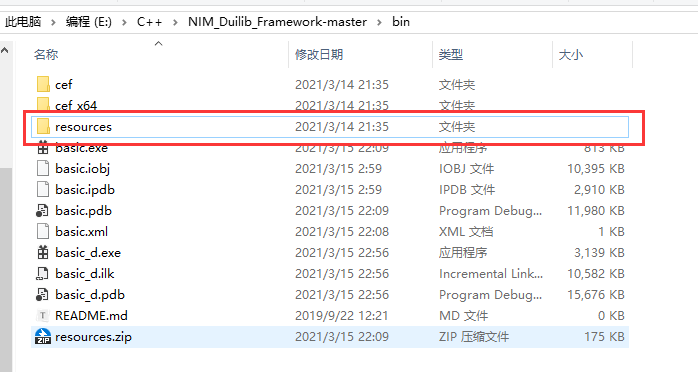 此电脑 > 编程 (E:) > C++ > NIM_Duilib_Framework-master > bin
名称 修改日期 类型 大小
cef 2021/3/14 21:35 文件夹
cef_x64 2021/3/14 21:35 文件夹
resources 2021/3/14 21:35 文件夹
basic.exe 2021/3/15 22:09 应用程序 813 KB
basic.iobj 2021/3/15 2:59 IOBJ 文件 10,395 KB
basic.ipdb 2021/3/15 2:59 IPDB 文件 2,910 KB
basic.pdb 2021/3/15 22:09 Program Debug... 11,980 KB
basic.xml 2021/3/15 22:08 XML 文档 1 KB
basic_d.exe 2021/3/15 22:56 应用程序 3,139 KB
basic_d.ilk 2021/3/15 22:56 Incremental Link... 10,582 KB
basic_d.pdb 2021/3/15 22:56 Program Debug... 15,676 KB
README.md 2019/9/22 12:21 MD 文件 0 KB
resources.zip 2021/3/15 22:09 ZIP 压缩文件 175 KB